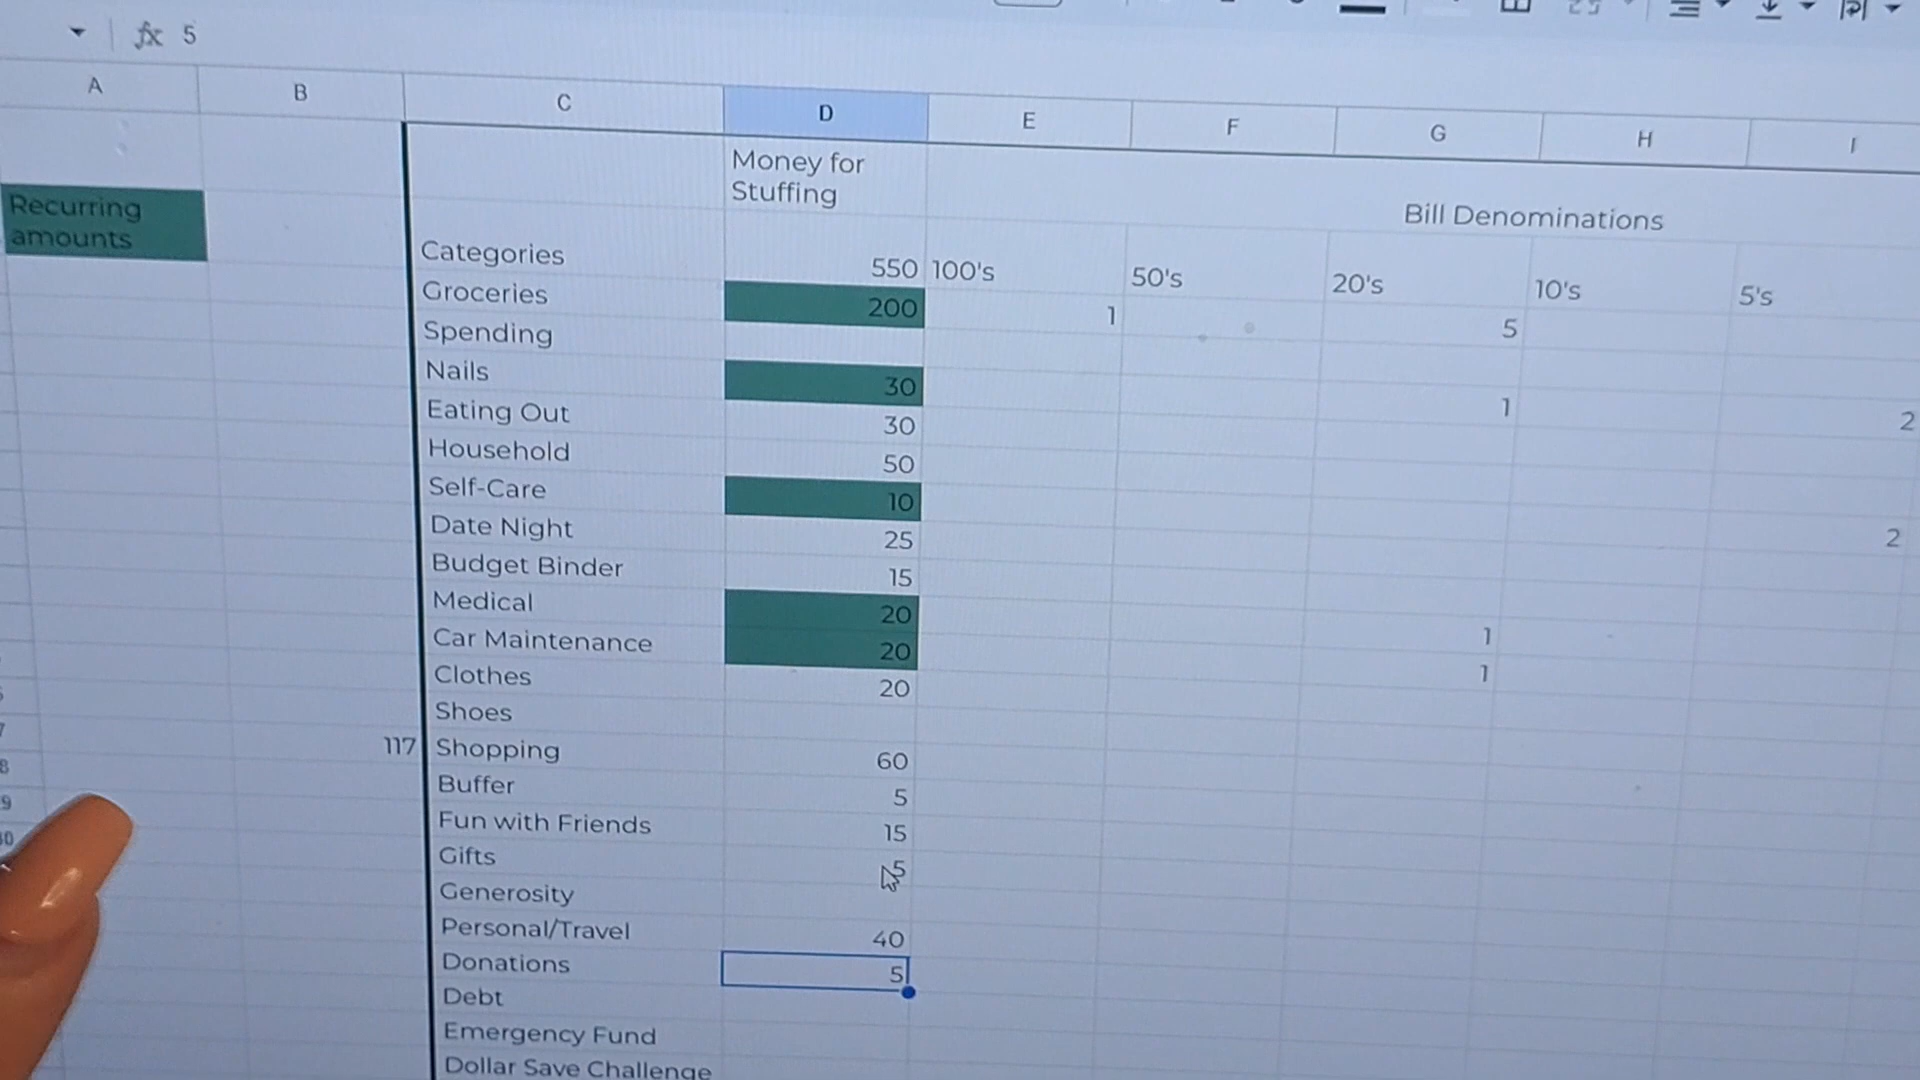 fx 5
A B C D E F G H I
Money for
Stuffing
Recurring
amounts
Bill Denominations
Categories 550 100's 50's 20's 10's 5's
Groceries 200 1 5
Spending
Nails 30 1 2
Eating Out 30
Household 50
Self-Care 10 2
Date Night 25
Budget Binder 15
Medical 20 1
Car Maintenance 20 1
Clothes 20
Shoes
117 Shopping 60
Buffer 5
Fun with Friends 15
Gifts 5
Generosity
Personal/Travel 40
Donations 5
Debt
Emergency Fund
Dollar Save Challenge